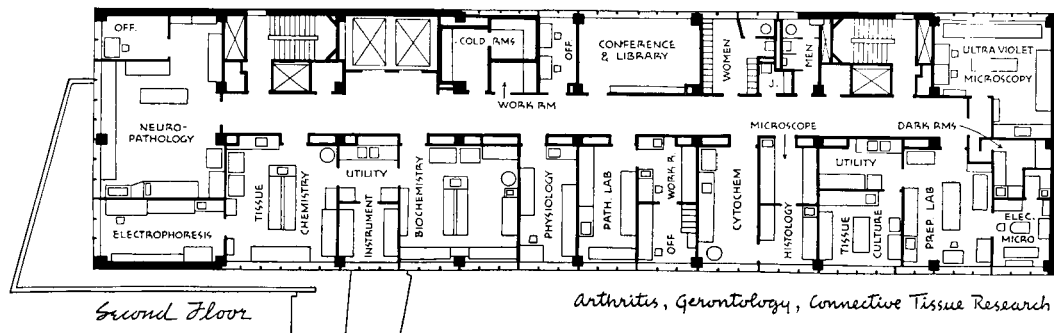 OFF.
COLD RMS
OFF.
CONFERENCE
& LIBRARY
WOMEN
MEN
J.
ULTRA VIOLET
MICROSCOPY
WORK RM
NEURO-
PATHOLOGY
MICROSCOPE
DARK RMS
UTILITY
UTILITY
TISSUE
CHEMISTRY
INSTRUMENT
BIOCHEMISTRY
PHYSIOLOGY
PATH. LAB
WORK R
OFF
CYTOCHEM
HISTOLOGY
TISSUE
CULTURE
PREP. LAB
ELEC.
MICRO
ELECTROPHORESIS
Second Floor
Arthritis, Gerontology, Connective Tissue Research